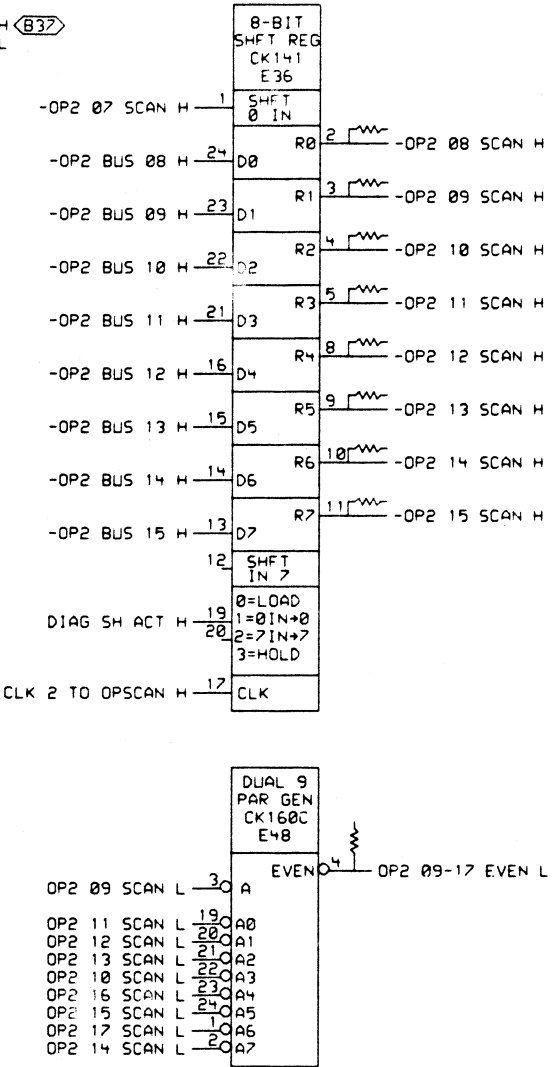 H B37
L
8-BIT
SHFT REG
CK141
E36
-OP2 07 SCAN H 1 SHFT
0 IN
R0 2 -OP2 08 SCAN H
-OP2 BUS 08 H 24 D0
R1 3 -OP2 09 SCAN H
-OP2 BUS 09 H 23 D1
R2 4 -OP2 10 SCAN H
-OP2 BUS 10 H 22 D2
R3 5 -OP2 11 SCAN H
-OP2 BUS 11 H 21 D3
R4 8 -OP2 12 SCAN H
-OP2 BUS 12 H 16 D4
R5 9 -OP2 13 SCAN H
-OP2 BUS 13 H 15 D5
R6 10 -OP2 14 SCAN H
-OP2 BUS 14 H 14 D6
R7 11 -OP2 15 SCAN H
-OP2 BUS 15 H 13 D7
12 SHFT
IN 7
0=LOAD
DIAG SH ACT H 19 1=0IN→0
20 2=7IN→7
3=HOLD
CLK 2 TO OPSCAN H 17 CLK
DUAL 9
PAR GEN
CK160C
E48
EVEN 4 OP2 09-17 EVEN L
OP2 09 SCAN L 3 A
OP2 11 SCAN L 19 A0
OP2 12 SCAN L 20 A1
OP2 13 SCAN L 21 A2
OP2 10 SCAN L 22 A3
OP2 16 SCAN L 23 A4
OP2 15 SCAN L 24 A5
OP2 17 SCAN L 1 A6
OP2 14 SCAN L 2 A7